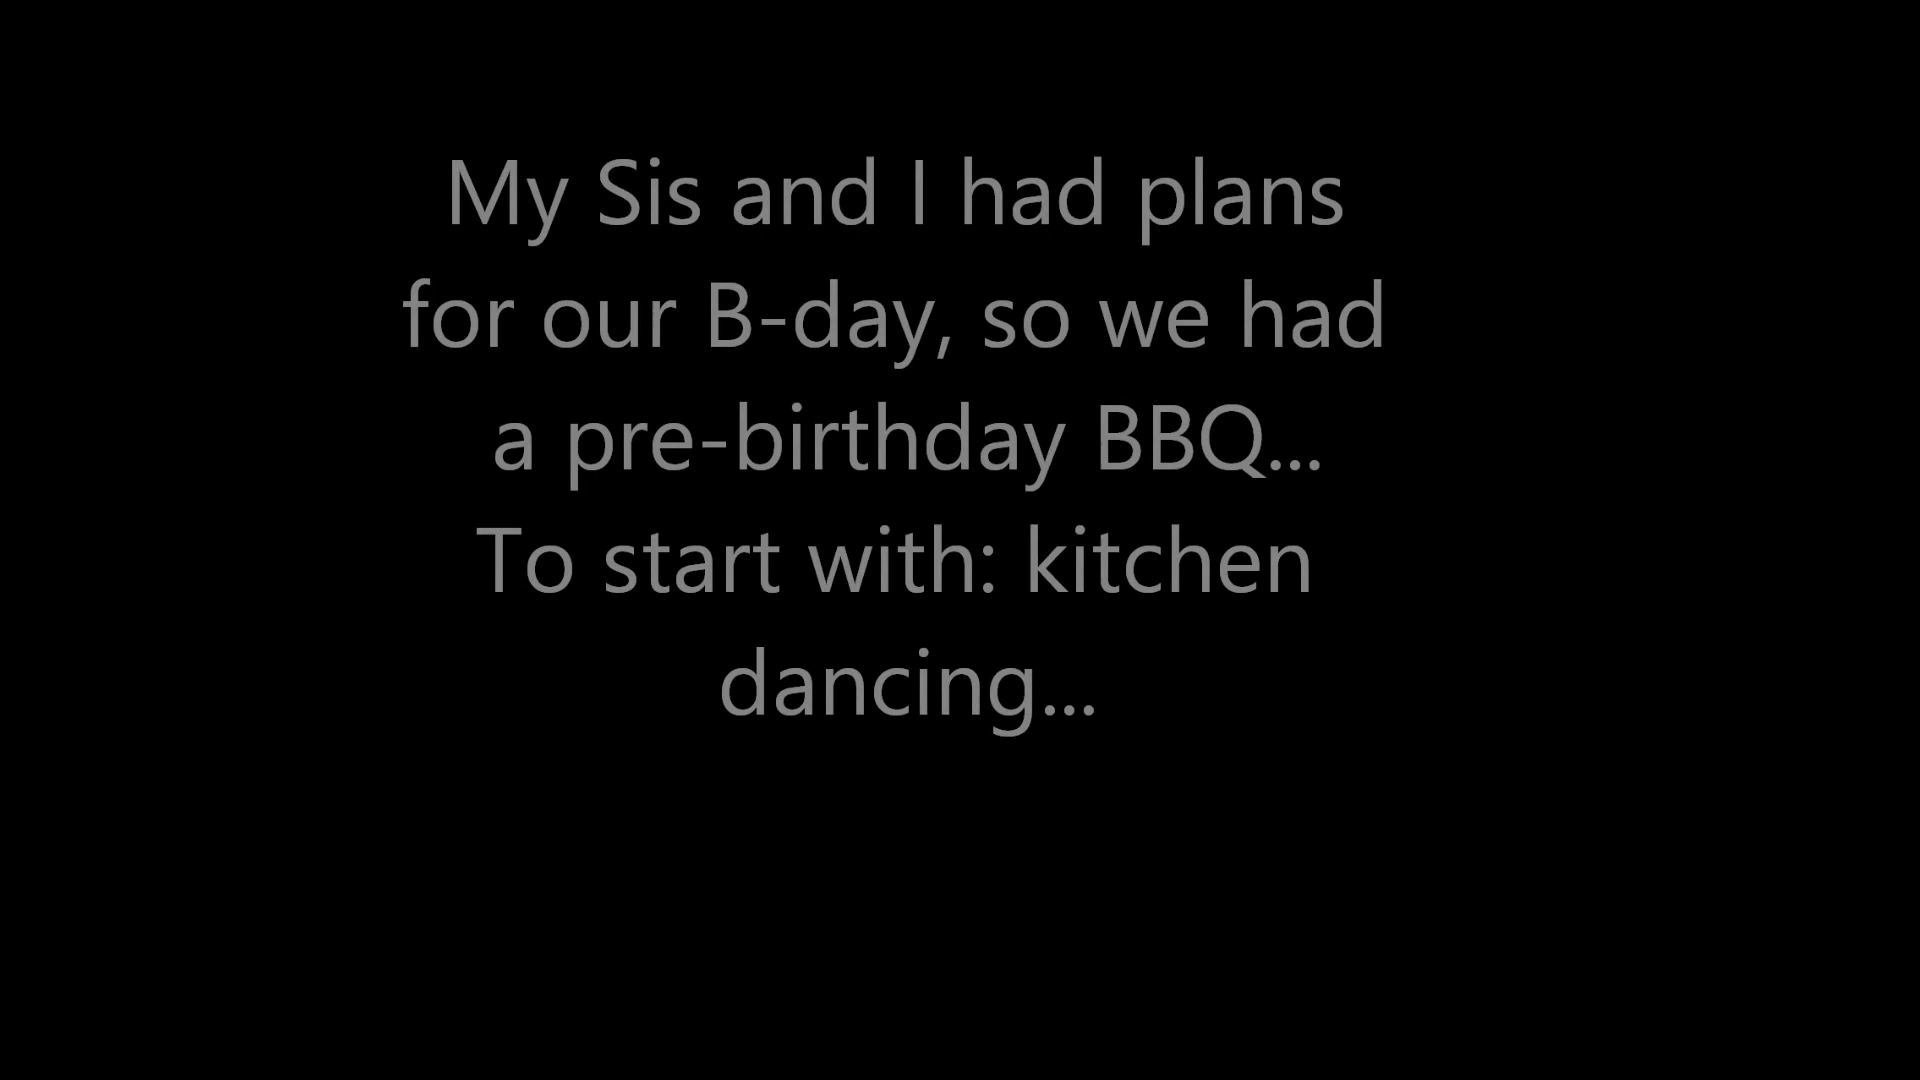 My Sis and I had plans
for our B-day, so we had
a pre-birthday BBQ...
To start with: kitchen
dancing...